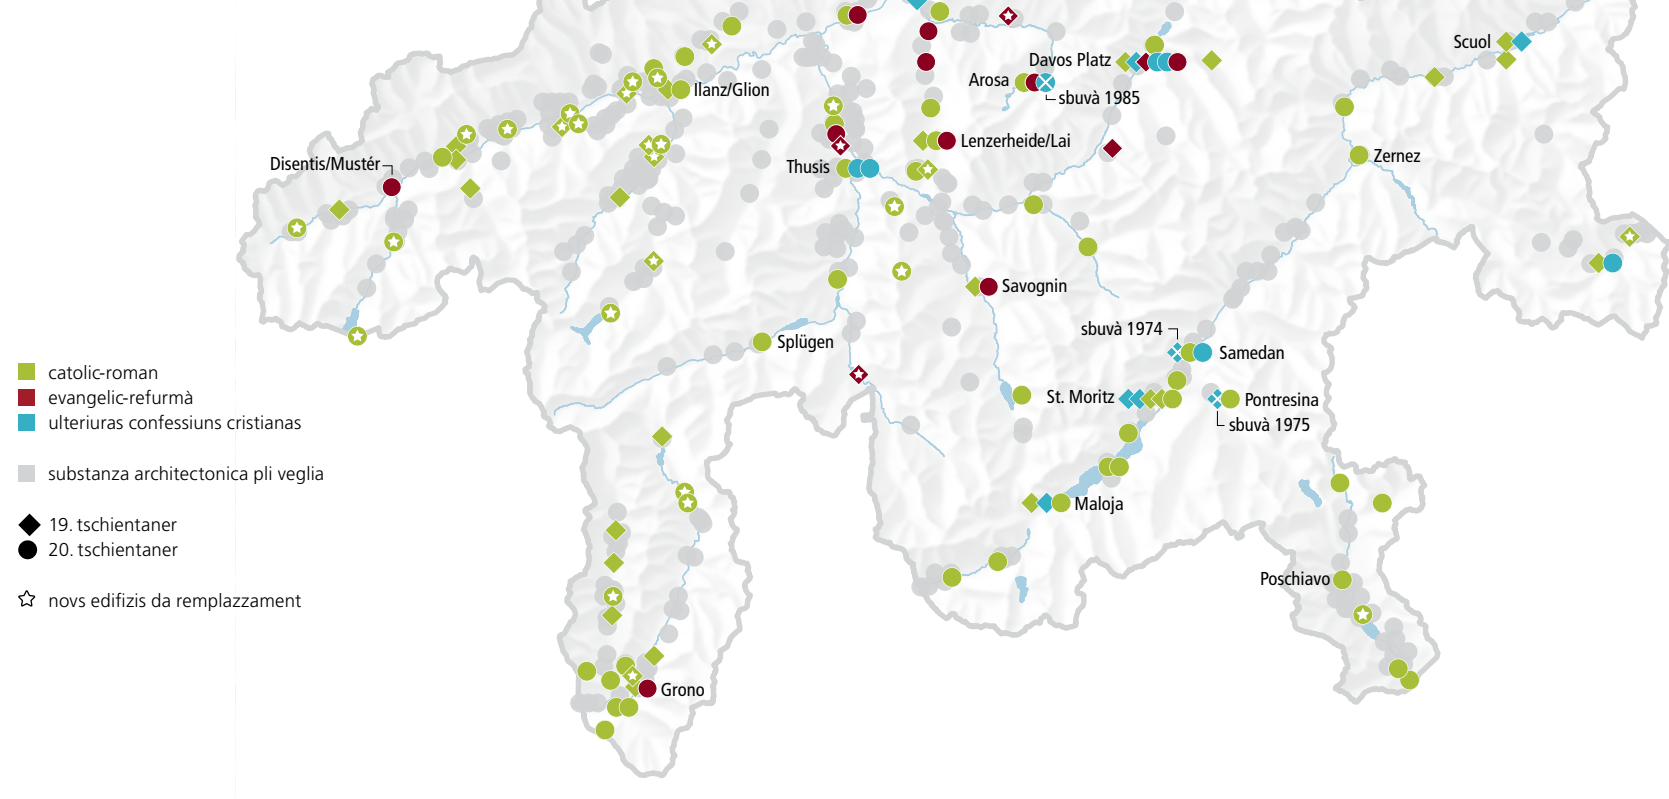 Scuol
Davos Platz
Arosa
sbuvà 1985
Ilanz/Glion
Lenzerheide/Lai
Disentis/Mustér
Thusis
Zernez
Savognin
sbuvà 1974
Splügen
Samedan
St. Moritz
Pontresina
sbuvà 1975
Maloja
Poschiavo
Grono
catolic-roman
evangelic-refurmà
ulteriuras confessiuns cristianas
substanza architectonica pli veglia
19. tschientaner
20. tschientaner
novs edifizis da remplazzament